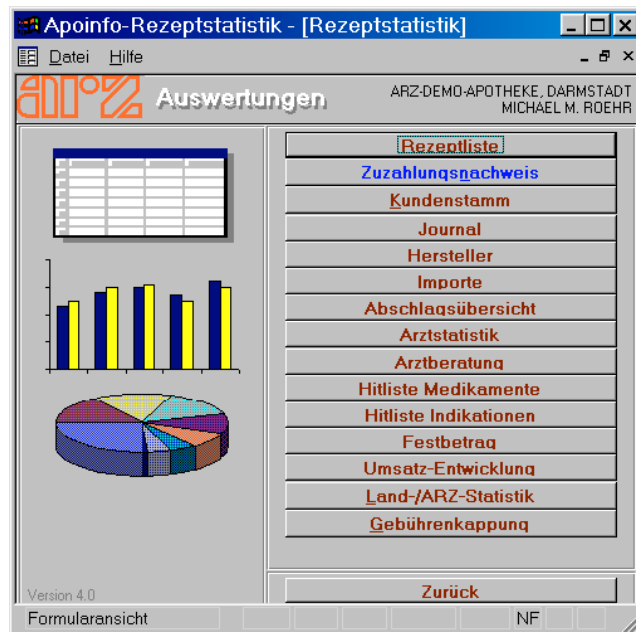 Apoinfo-Rezeptstatistik - [Rezeptstatistik]
Datei Hilfe
arz Auswertungen
ARZ-DEMO-APOTHEKE, DARMSTADT
MICHAEL M. ROEHR
Rezeptliste
Zuzahlungsnachweis
Kundenstamm
Journal
Hersteller
Importe
Abschlagsübersicht
Arztstatistik
Arztberatung
Hitliste Medikamente
Hitliste Indikationen
Festbetrag
Umsatz-Entwicklung
Land-/ARZ-Statistik
Gebührenkappung
Zurück
Version 4.0
Formularansicht NF